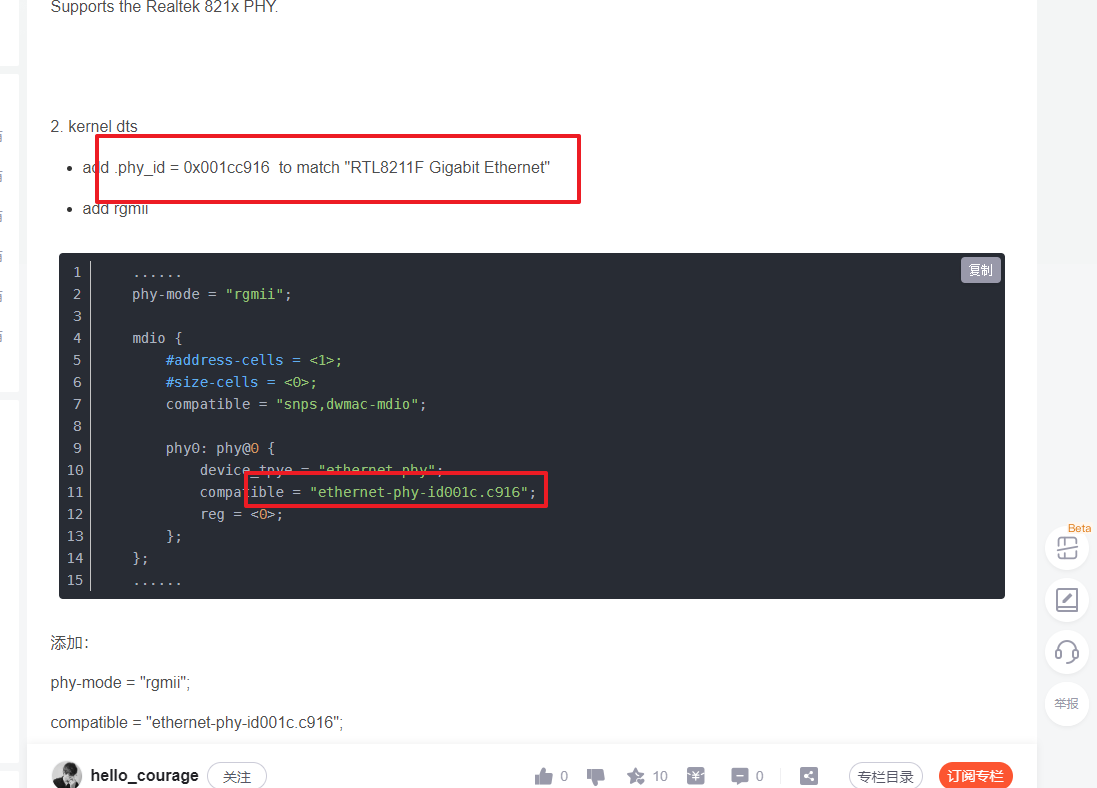 Supports the Realtek 821x PHY.
2. kernel dts
add .phy_id = 0x001cc916 to match "RTL8211F Gigabit Ethernet"
add rgmii
复制
1 ......
2 phy-mode = "rgmii";
3
4 mdio {
5 #address-cells = <1>;
6 #size-cells = <0>;
7 compatible = "snps,dwmac-mdio";
8
9 phy0: phy@0 {
10 device_tpye = "ethernet-phy";
11 compatible = "ethernet-phy-id001c.c916";
12 reg = <0>;
13 };
14 };
15 ......
Beta
添加：
phy-mode = "rgmii";
举报
compatible = "ethernet-phy-id001c.c916";
hello_courage 关注 0 10 0 专栏目录 订阅专栏